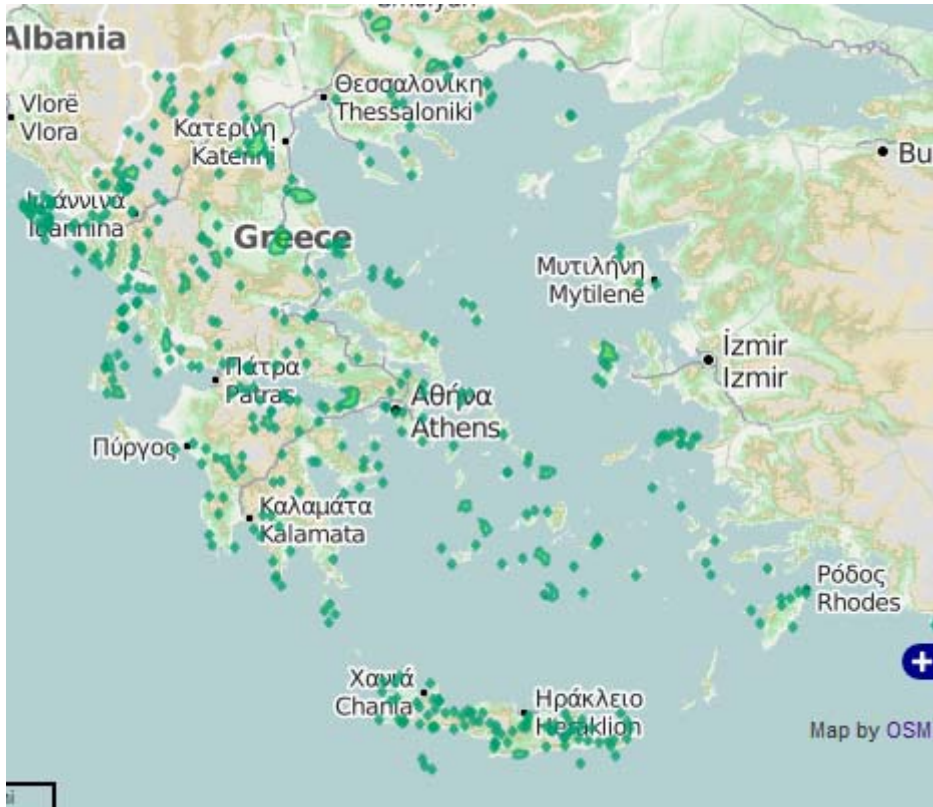 Smolyan
Albania
Θεσσαλονίκη
Thessaloniki
Vlorë
Vlora
Κατερίνη
Katerini
Bu
Ιωάννινα
Ioannina
Greece
Μυτιλήνη
Mytilene
İzmir
Izmir
Πάτρα
Patras
Αθήνα
Athens
Πύργος
Καλαμάτα
Kalamata
Ρόδος
Rhodes
+
Χανιά
Chania
Ηράκλειο
Heraklion
Map by OSM